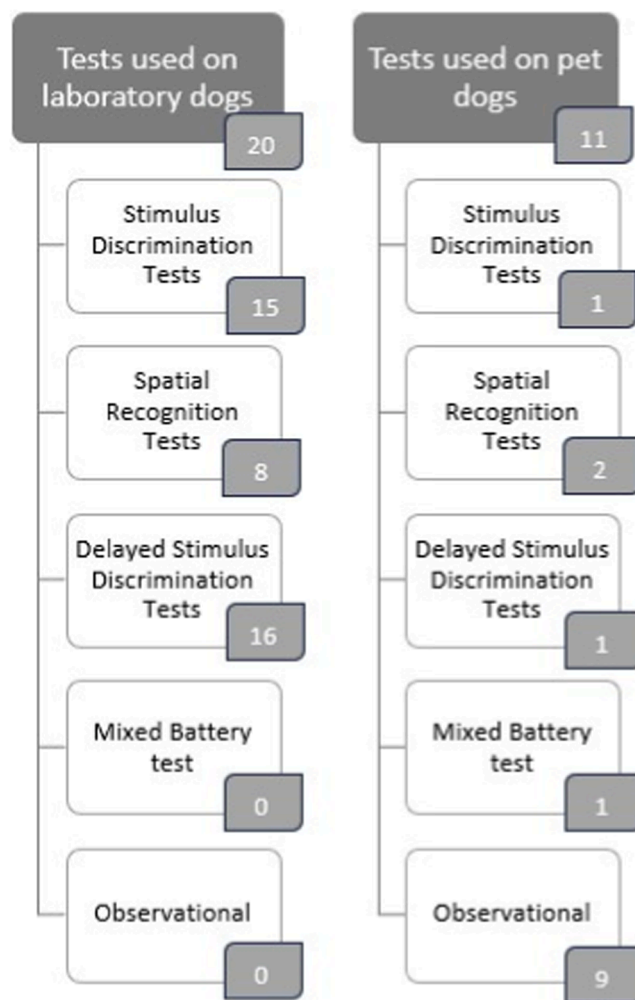 Tests used on
laboratory dogs
20
Stimulus
Discrimination
Tests
15
Spatial
Recognition
Tests
8
Delayed Stimulus
Discrimination
Tests
16
Mixed Battery
test
0
Observational
0
Tests used on pet
dogs
11
Stimulus
Discrimination
Tests
1
Spatial
Recognition
Tests
2
Delayed Stimulus
Discrimination
Tests
1
Mixed Battery
test
1
Observational
9